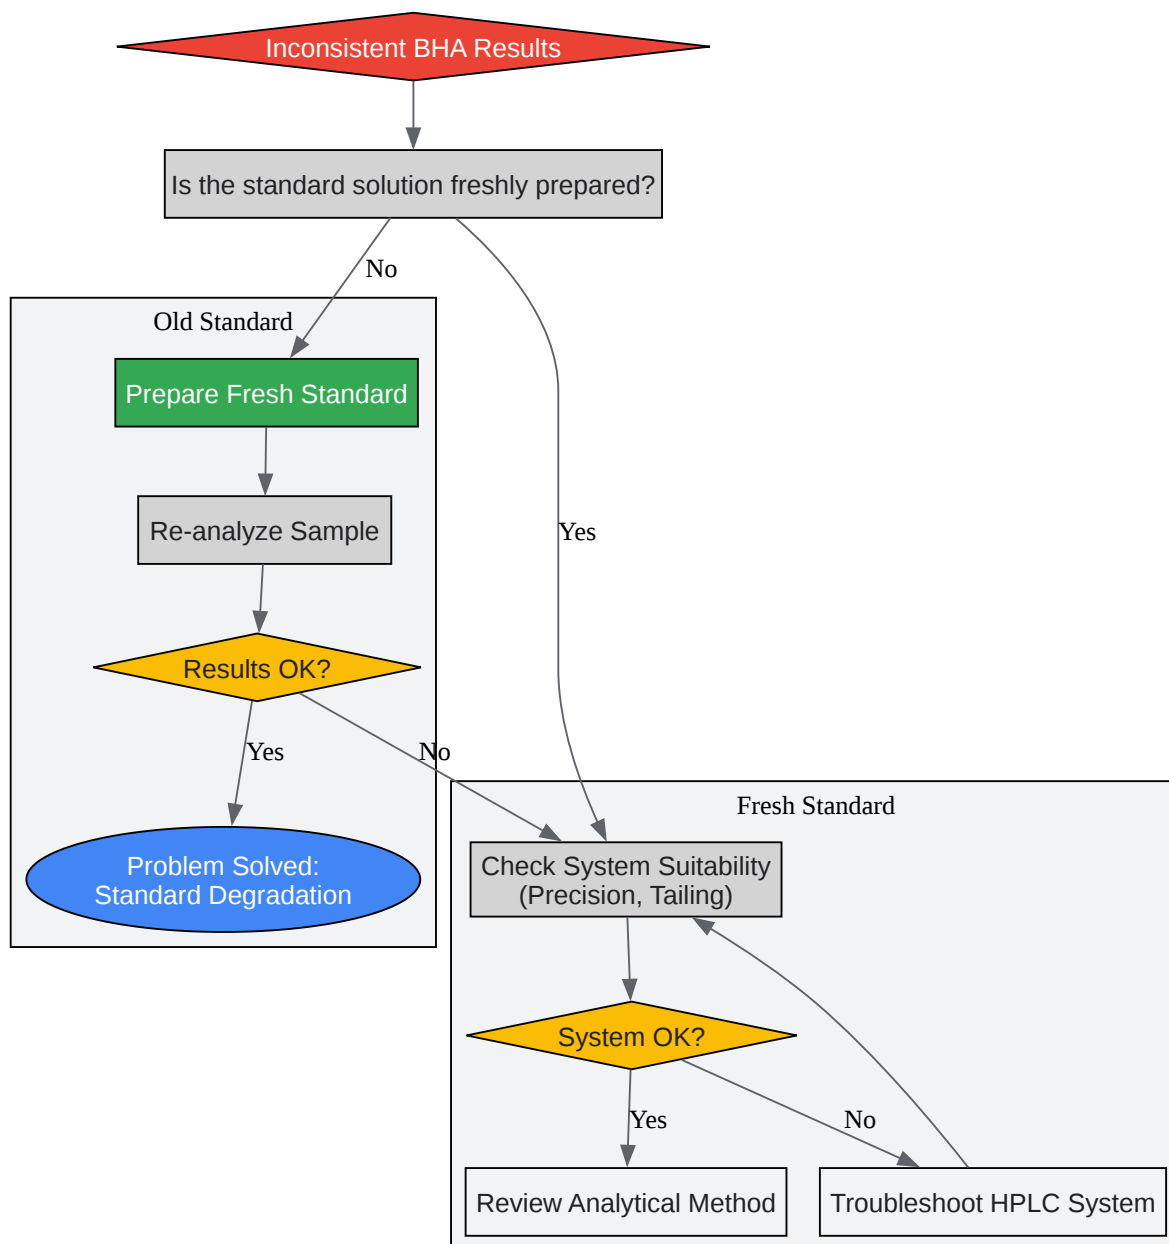 Inconsistent BHA Results
Is the standard solution freshly prepared?
No
Old Standard
Prepare Fresh Standard
Re-analyze Sample
Yes
Results OK?
Yes
No
Problem Solved:
Standard Degradation
Fresh Standard
Check System Suitability
(Precision, Tailing)
System OK?
Yes
No
Review Analytical Method
Troubleshoot HPLC System